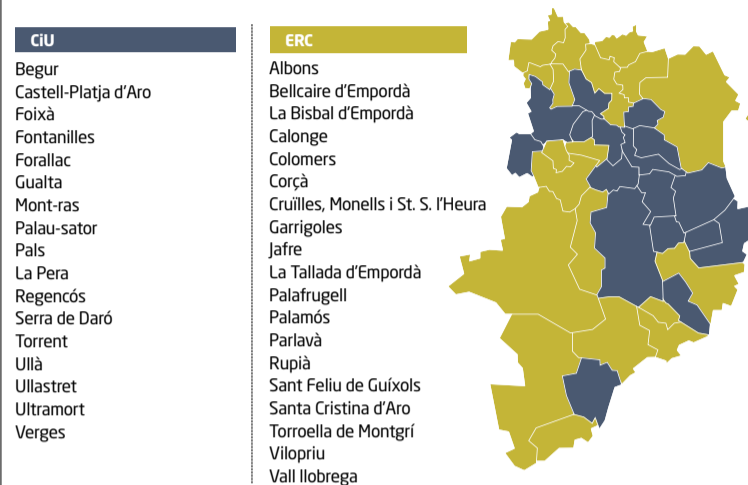 CiU
Begur
Castell-Platja d'Aro
Foixà
Fontanilles
Forallac
Gualta
Mont-ras
Palau-sator
Pals
La Pera
Regencós
Serra de Daró
Torrent
Ullà
Ullastret
Ultramort
Verges
ERC
Albons
Bellcaire d'Empordà
La Bisbal d'Empordà
Calonge
Colomers
Corçà
Cruïlles, Monells i St. S. l'Heura
Garrigoles
Jafre
La Tallada d'Empordà
Palafrugell
Palamós
Parlavà
Rupià
Sant Feliu de Guíxols
Santa Cristina d'Aro
Torroella de Montgrí
Vilopriu
Vall llobrega